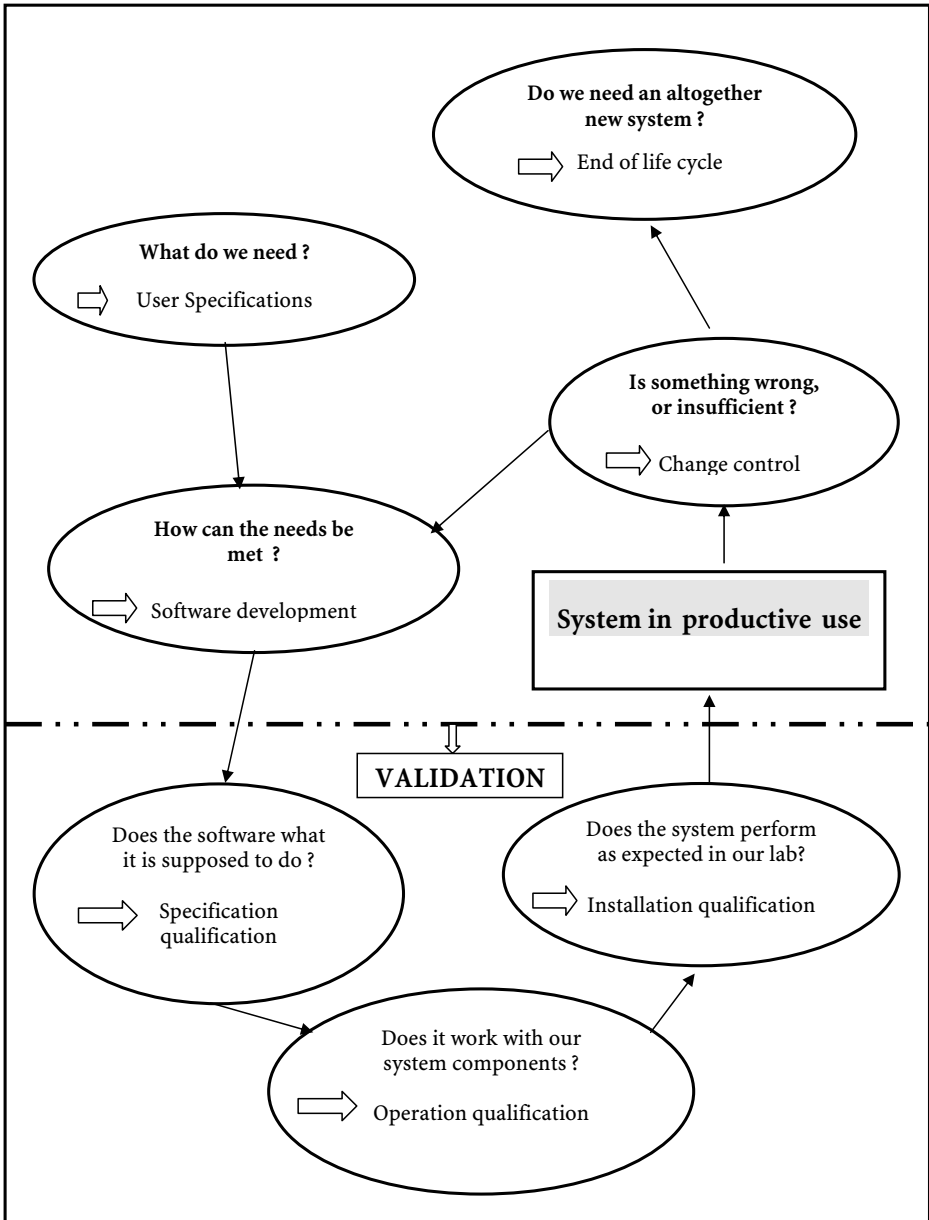 Do we need an altogether
new system ?
End of life cycle
What do we need ?
User Specifications
Is something wrong,
or insufficient ?
Change control
How can the needs be
met ?
Software development
System in productive use
VALIDATION
Does the software what
it is supposed to do ?
Specification
qualification
Does the system perform
as expected in our lab?
Installation qualification
Does it work with our
system components ?
Operation qualification